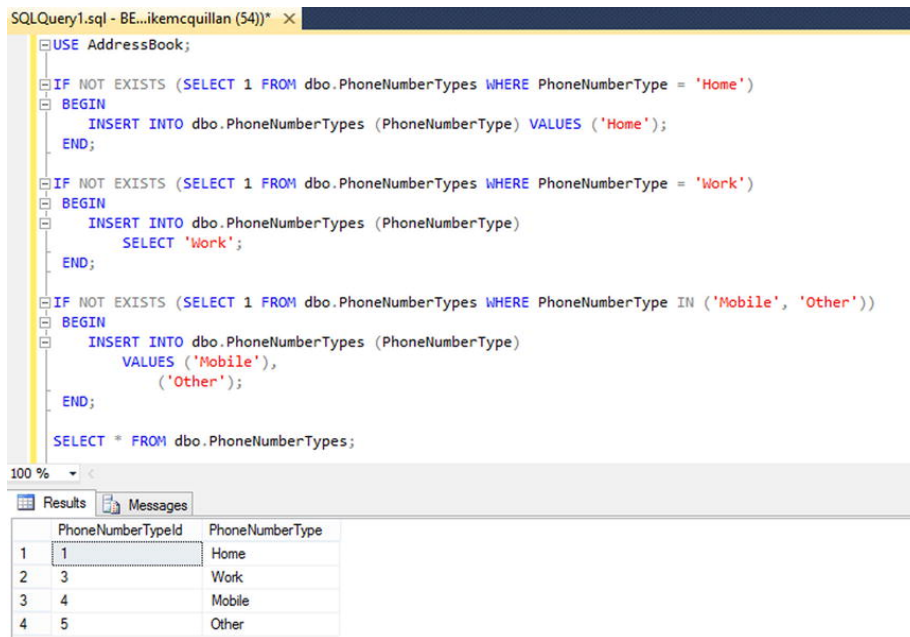 SQLQuery1.sql - BE...ikemcquillan (54))* ×
USE AddressBook;
IF NOT EXISTS (SELECT 1 FROM dbo.PhoneNumberTypes WHERE PhoneNumberType = 'Home')
BEGIN
INSERT INTO dbo.PhoneNumberTypes (PhoneNumberType) VALUES ('Home');
END;
IF NOT EXISTS (SELECT 1 FROM dbo.PhoneNumberTypes WHERE PhoneNumberType = 'Work')
BEGIN
INSERT INTO dbo.PhoneNumberTypes (PhoneNumberType)
SELECT 'Work';
END;
IF NOT EXISTS (SELECT 1 FROM dbo.PhoneNumberTypes WHERE PhoneNumberType IN ('Mobile', 'Other'))
BEGIN
INSERT INTO dbo.PhoneNumberTypes (PhoneNumberType)
VALUES ('Mobile'),
('Other');
END;
SELECT * FROM dbo.PhoneNumberTypes;
100 %
Results Messages
PhoneNumberTypeId PhoneNumberType
1 1 Home
2 3 Work
3 4 Mobile
4 5 Other